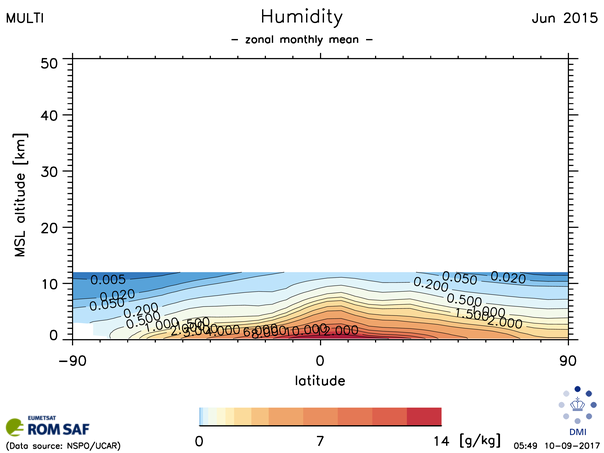 MULTI Humidity Jun 2015
– zonal monthly mean –
MSL altitude [km]
50
40
30
20
10
0
0.005
0.020
0.050
0.200
0.500
1.000
0.050 0.020
0.200
0.500
1.500
2.000
−90 0 90
latitude
EUMETSAT
ROM SAF
(Data source: NSPO/UCAR)
0 7 14 [g/kg]
DMI
05:49 10-09-2017